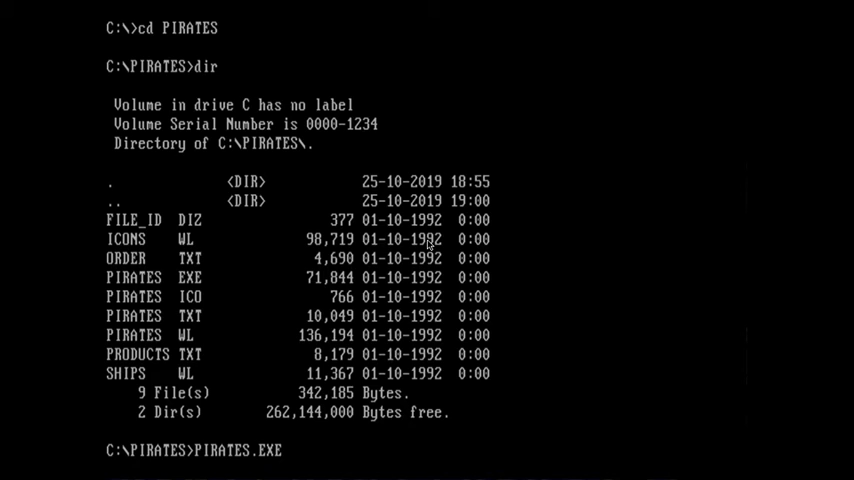 C:\>cd PIRATES
C:\PIRATES>dir
Volume in drive C has no label
Volume Serial Number is 0000-1234
Directory of C:\PIRATES\.
. <DIR> 25-10-2019 18:55
.. <DIR> 25-10-2019 19:00
FILE_ID DIZ 377 01-10-1992 0:00
ICONS WL 98,719 01-10-1992 0:00
ORDER TXT 4,690 01-10-1992 0:00
PIRATES EXE 71,844 01-10-1992 0:00
PIRATES ICO 766 01-10-1992 0:00
PIRATES TXT 10,049 01-10-1992 0:00
PIRATES WL 136,194 01-10-1992 0:00
PRODUCTS TXT 8,179 01-10-1992 0:00
SHIPS WL 11,367 01-10-1992 0:00
9 File(s) 342,185 Bytes.
2 Dir(s) 262,144,000 Bytes free.
C:\PIRATES>PIRATES.EXE